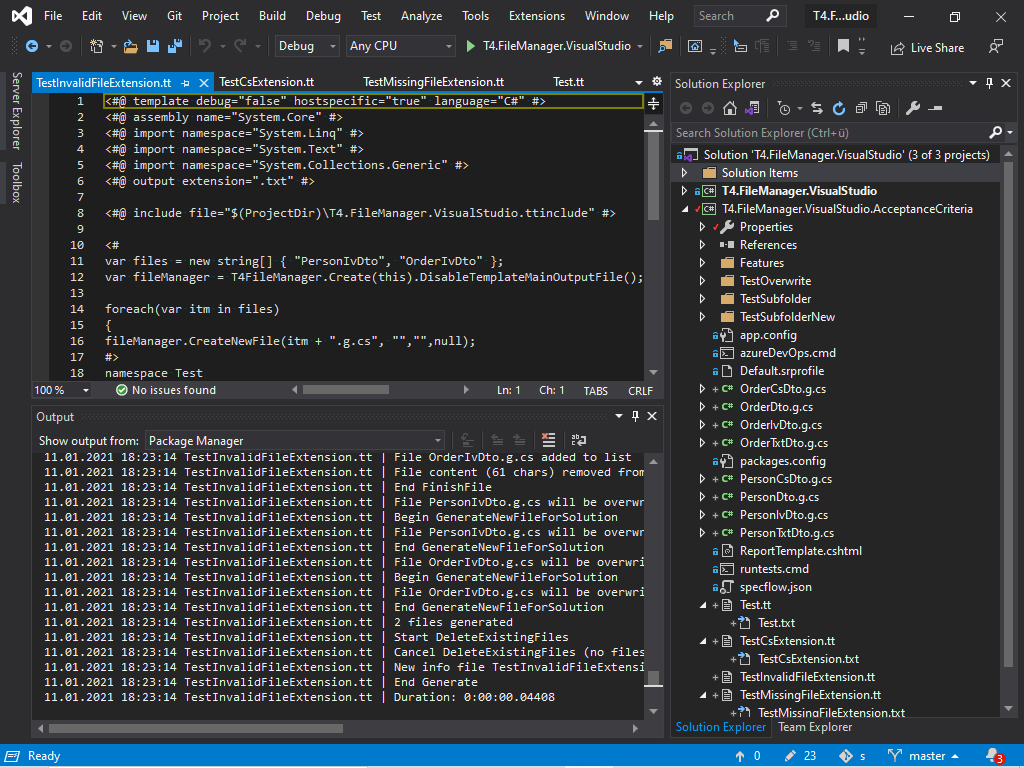 File Edit View Git Project Build Debug Test Analyze Tools Extensions Window Help Search T4.F...udio
Debug Any CPU T4.FileManager.VisualStudio Live Share
Server Explorer
Toolbox
TestInvalidFileExtension.tt TestCsExtension.tt TestMissingFileExtension.tt Test.tt
1 <#@ template debug="false" hostspecific="true" language="C#" #>
2 <#@ assembly name="System.Core" #>
3 <#@ import namespace="System.Linq" #>
4 <#@ import namespace="System.Text" #>
5 <#@ import namespace="System.Collections.Generic" #>
6 <#@ output extension=".txt" #>
7
8 <#@ include file="$(ProjectDir)\T4.FileManager.VisualStudio.ttinclude" #>
9
10 <#
11 var files = new string[] { "PersonIvDto", "OrderIvDto" };
12 var fileManager = T4FileManager.Create(this).DisableTemplateMainOutputFile();
13
14 foreach(var itm in files)
15 {
16 fileManager.CreateNewFile(itm + ".g.cs", "","",null);
17 #>
18 namespace Test
100 % No issues found Ln: 1 Ch: 1 TABS CRLF
Output
Show output from: Package Manager
11.01.2021 18:23:14 TestInvalidFileExtension.tt | File OrderIvDto.g.cs added to list
11.01.2021 18:23:14 TestInvalidFileExtension.tt | File content (61 chars) removed from
11.01.2021 18:23:14 TestInvalidFileExtension.tt | End FinishFile
11.01.2021 18:23:14 TestInvalidFileExtension.tt | File PersonIvDto.g.cs will be overwr
11.01.2021 18:23:14 TestInvalidFileExtension.tt | Begin GenerateNewFileForSolution
11.01.2021 18:23:14 TestInvalidFileExtension.tt | File PersonIvDto.g.cs will be overwr
11.01.2021 18:23:14 TestInvalidFileExtension.tt | End GenerateNewFileForSolution
11.01.2021 18:23:14 TestInvalidFileExtension.tt | File OrderIvDto.g.cs will be overwri
11.01.2021 18:23:14 TestInvalidFileExtension.tt | Begin GenerateNewFileForSolution
11.01.2021 18:23:14 TestInvalidFileExtension.tt | File OrderIvDto.g.cs will be overwri
11.01.2021 18:23:14 TestInvalidFileExtension.tt | End GenerateNewFileForSolution
11.01.2021 18:23:14 TestInvalidFileExtension.tt | 2 files generated
11.01.2021 18:23:14 TestInvalidFileExtension.tt | Start DeleteExistingFiles
11.01.2021 18:23:14 TestInvalidFileExtension.tt | Cancel DeleteExistingFiles (no files
11.01.2021 18:23:14 TestInvalidFileExtension.tt | New info file TestInvalidFileExtensi
11.01.2021 18:23:14 TestInvalidFileExtension.tt | End Generate
11.01.2021 18:23:14 TestInvalidFileExtension.tt | Duration: 0:00:00.04408
Solution Explorer
Search Solution Explorer (Ctrl+ü)
Solution 'T4.FileManager.VisualStudio' (3 of 3 projects)
Solution Items
C# T4.FileManager.VisualStudio
C# T4.FileManager.VisualStudio.AcceptanceCriteria
Properties
References
Features
TestOverwrite
TestSubfolder
TestSubfolderNew
app.config
azureDevOps.cmd
Default.srprofile
C# OrderCsDto.g.cs
C# OrderDto.g.cs
C# OrderIvDto.g.cs
C# OrderTxtDto.g.cs
packages.config
C# PersonCsDto.g.cs
C# PersonDto.g.cs
C# PersonIvDto.g.cs
C# PersonTxtDto.g.cs
ReportTemplate.cshtml
runtests.cmd
specflow.json
Test.tt
Test.txt
TestCsExtension.tt
TestCsExtension.txt
TestInvalidFileExtension.tt
TestMissingFileExtension.tt
TestMissingFileExtension.txt
Solution Explorer Team Explorer
Ready 0 23 s master 3